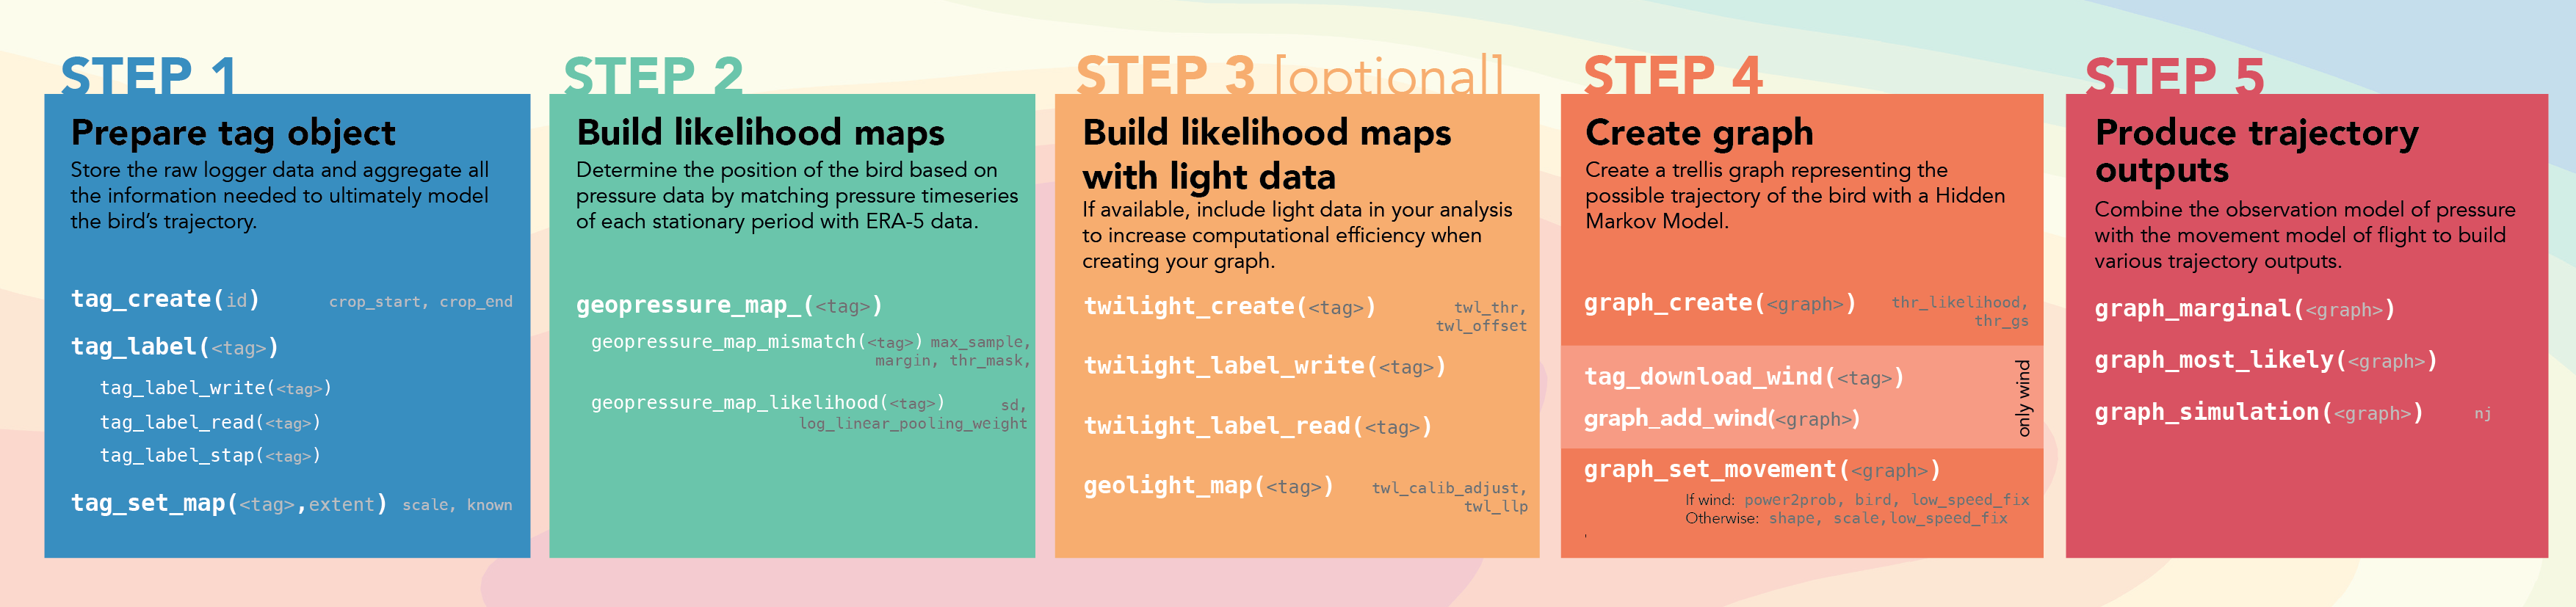 STEP 1
Prepare tag object
Store the raw logger data and aggregate all
the information needed to ultimately model
the bird's trajectory.
tag_create(id) crop_start, crop_end
tag_label(<tag>)
tag_label_write(<tag>)
tag_label_read(<tag>)
tag_label_stap(<tag>)
tag_set_map(<tag>,extent) scale, known
STEP 2
Build likelihood maps
Determine the position of the bird based on
pressure data by matching pressure timeseries
of each stationary period with ERA-5 data.
geopressure_map_(<tag>)
geopressure_map_mismatch(<tag>) max_sample,
margin, thr_mask,
geopressure_map_likelihood(<tag>) sd,
log_linear_pooling_weight
STEP 3 [optional]
Build likelihood maps
with light data
If available, include light data in your analysis
to increase computational efficiency when
creating your graph.
twilight_create(<tag>) twl_thr,
twl_offset
twilight_label_write(<tag>)
twilight_label_read(<tag>)
geolight_map(<tag>) twl_calib_adjust,
twl_llp
STEP 4
Create graph
Create a trellis graph representing the
possible trajectory of the bird with a Hidden
Markov Model.
graph_create(<graph>) thr_likelihood,
thr_gs
tag_download_wind(<tag>)
graph_add_wind(<graph>)
only wind
graph_set_movement(<graph>)
If wind: power2prob, bird, low_speed_fix
Otherwise: shape, scale,low_speed_fix
,
STEP 5
Produce trajectory
outputs
Combine the observation model of pressure
with the movement model of flight to build
various trajectory outputs.
graph_marginal(<graph>)
graph_most_likely(<graph>)
graph_simulation(<graph>) nj